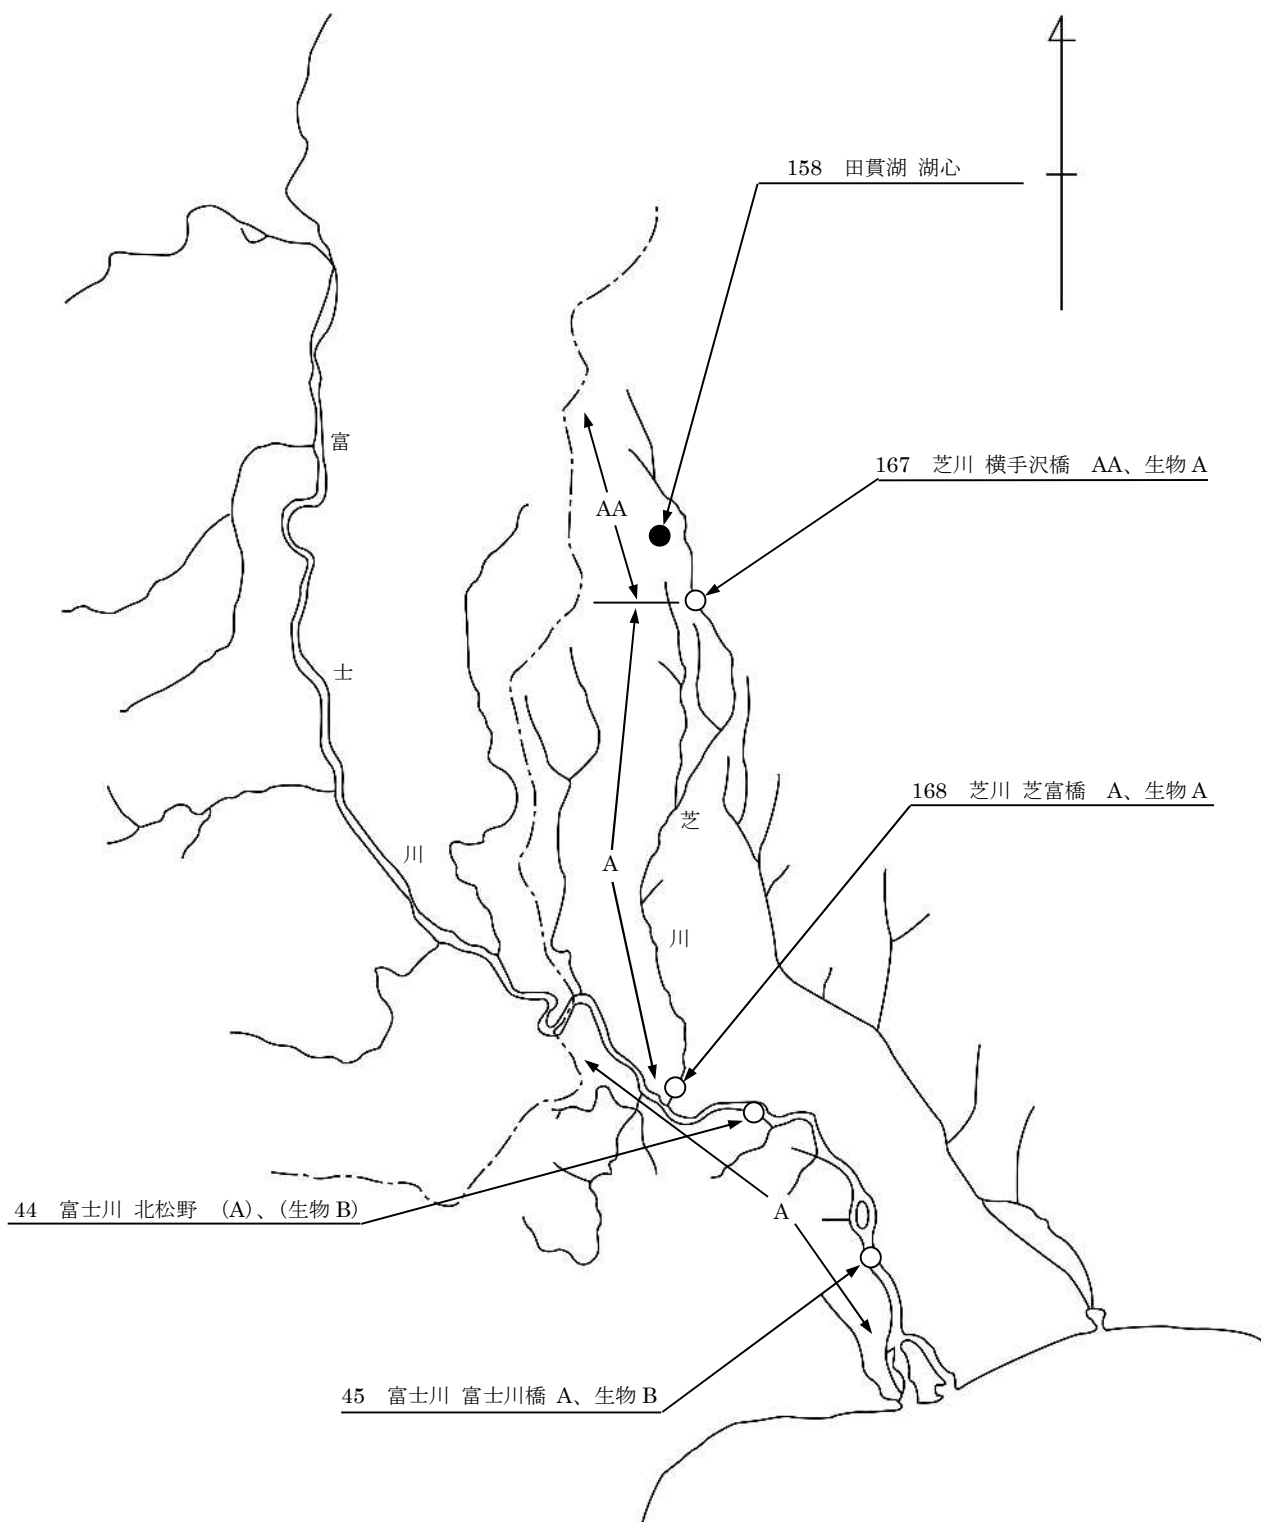 158 田貫湖 湖心
富
167 芝川 横手沢橋 AA、生物 A
AA
士
168 芝川 芝富橋 A、生物 A
芝
川
A
川
44 富士川 北松野 (A)、(生物 B)
A
45 富士川 富士川橋 A、生物 B